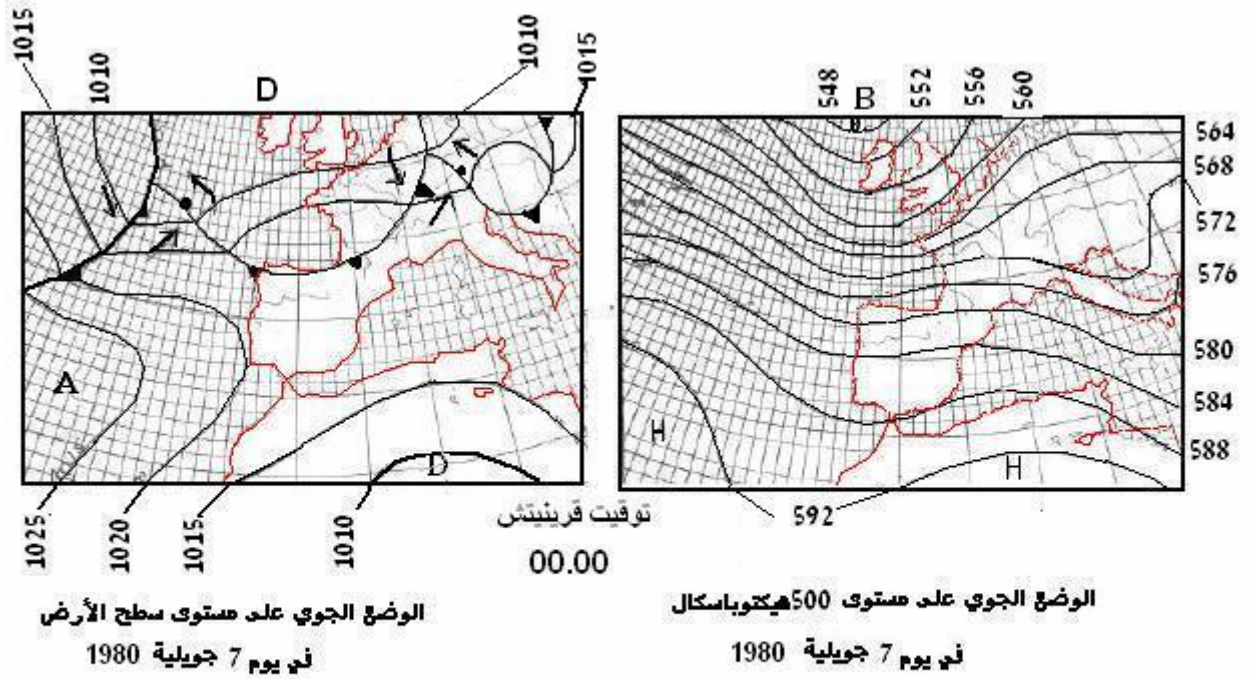 1015
1010
D
1010
1015
A
D
1025
1020
1015
1010
548
B
552
556
560
564
568
572
576
580
584
588
H
H
592
توقيت قرينيتش
00.00
الوضع الجوي على مستوى سطح الأرض
في يوم 7 جويلية 1980
الوضع الجوي على مستوى 500هيكتوباسكال
في يوم 7 جويلية 1980